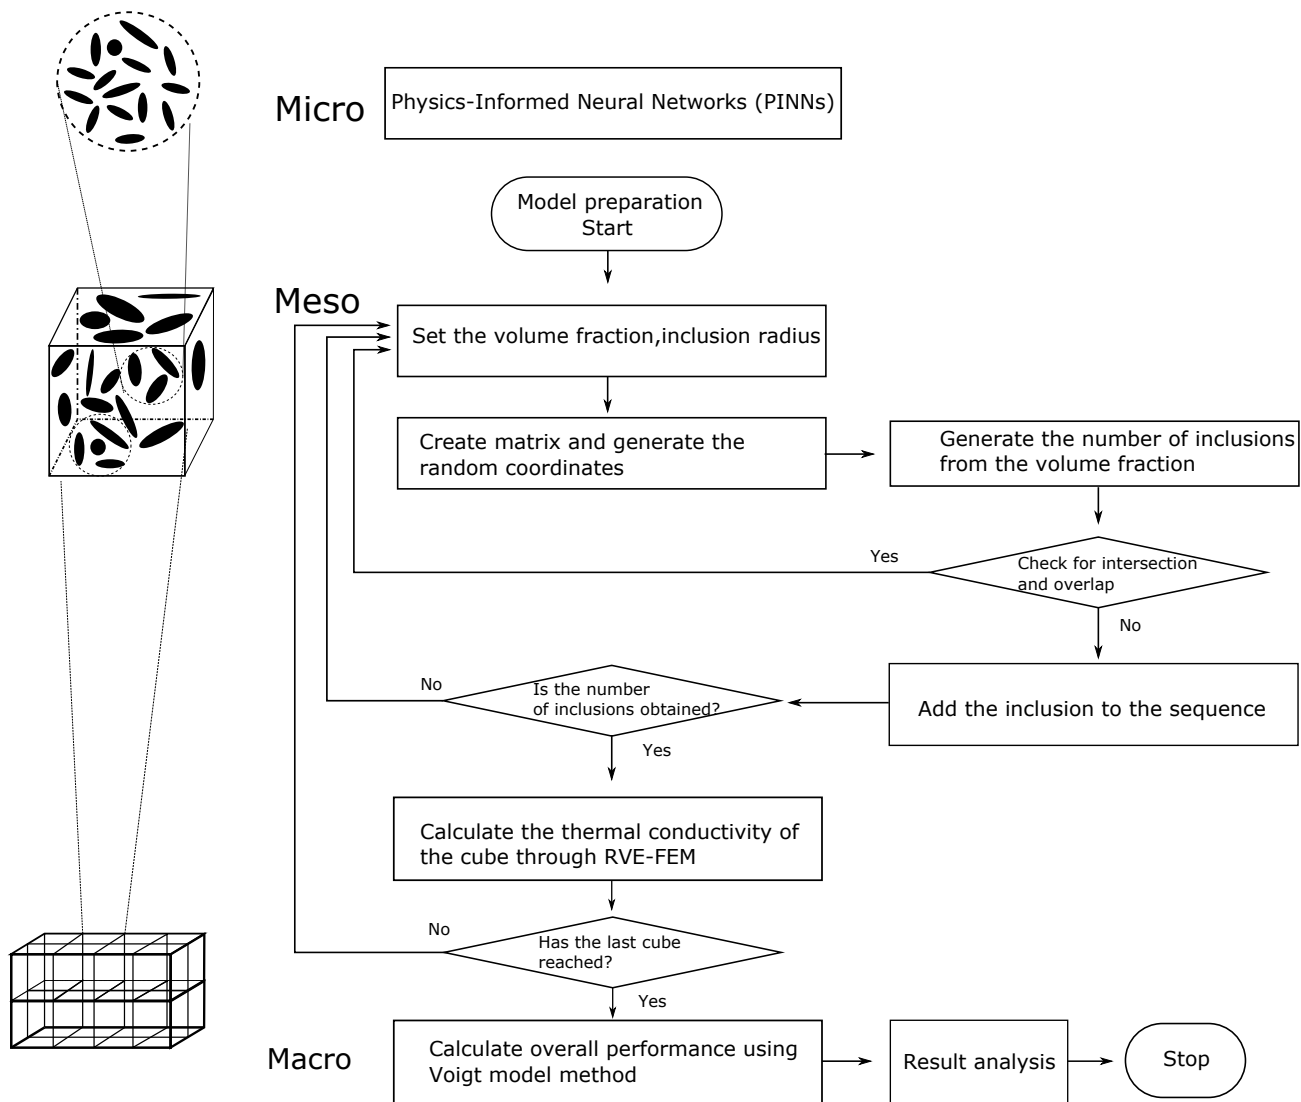 Micro
Physics-Informed Neural Networks (PINNs)
Model preparation
Start
Meso
Set the volume fraction,inclusion radius
Create matrix and generate the
random coordinates
Generate the number of inclusions
from the volume fraction
Yes
Check for intersection
and overlap
No
No
Is the number
of inclusions obtained?
Add the inclusion to the sequence
Yes
Calculate the thermal conductivity of
the cube through RVE-FEM
No
Has the last cube
reached?
Yes
Macro
Calculate overall performance using
Voigt model method
Result analysis
Stop